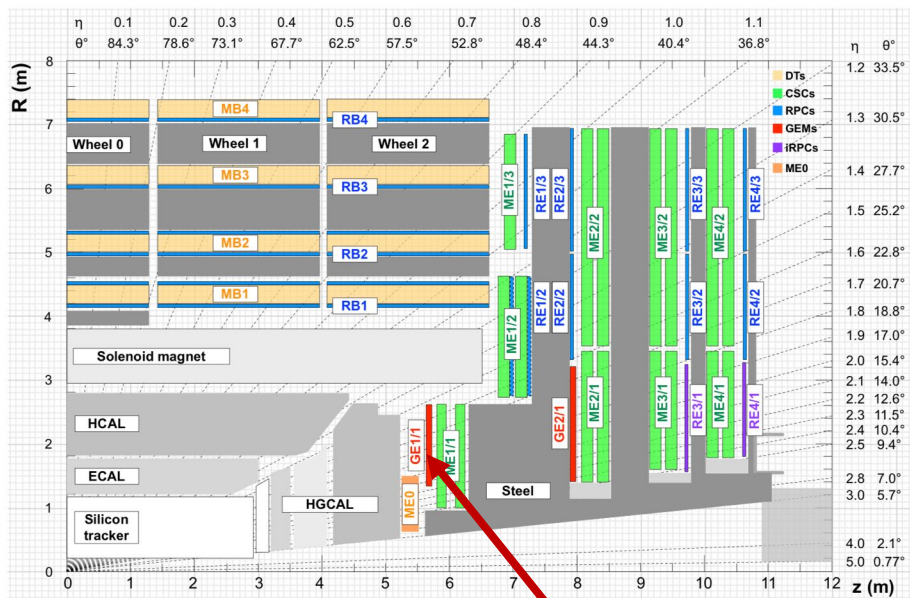 η 0.1 0.2 0.3 0.4 0.5 0.6 0.7 0.8 0.9 1.0 1.1
θ° 84.3° 78.6° 73.1° 67.7° 62.5° 57.5° 52.8° 48.4° 44.3° 40.4° 36.8° η θ°
R (m)
8
7
6
5
4
3
2
1
0
1.2 33.5°
1.3 30.5°
1.4 27.7°
1.5 25.2°
1.6 22.8°
1.7 20.7°
1.8 18.8°
1.9 17.0°
2.0 15.4°
2.1 14.0°
2.2 12.6°
2.3 11.5°
2.4 10.4°
2.5 9.4°
2.8 7.0°
3.0 5.7°
4.0 2.1°
5.0 0.77°
DTs
CSCs
RPCs
GEMs
iRPCs
ME0
MB4
RB4
Wheel 0
Wheel 1
Wheel 2
MB3
RB3
MB2
RB2
MB1
RB1
Solenoid magnet
HCAL
ECAL
Silicon
tracker
HGCAL
Steel
ME0
GE1/1
ME1/1
ME1/2
ME1/3
RE1/3
RE2/3
RE1/2
RE2/2
GE2/1
ME2/2
ME2/1
ME3/2
ME3/1
RE3/3
RE3/2
RE3/1
ME4/2
ME4/1
RE4/3
RE4/2
RE4/1
0 1 2 3 4 5 6 7 8 9 10 11 12
z (m)